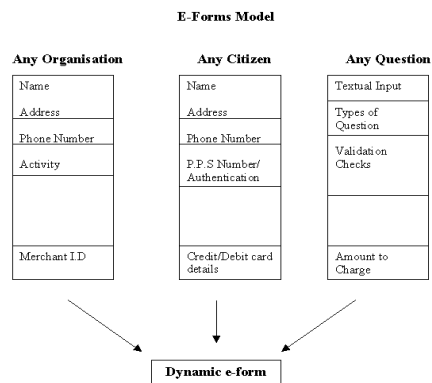 E-Forms Model
Any Organisation
Name
Address
Phone Number
Activity
Merchant I.D
Any Citizen
Name
Address
Phone Number
P.P.S Number/
Authentication
Credit/Debit card
details
Any Question
Textual Input
Types of
Question
Validation
Checks
Amount to
Charge
Dynamic e-form